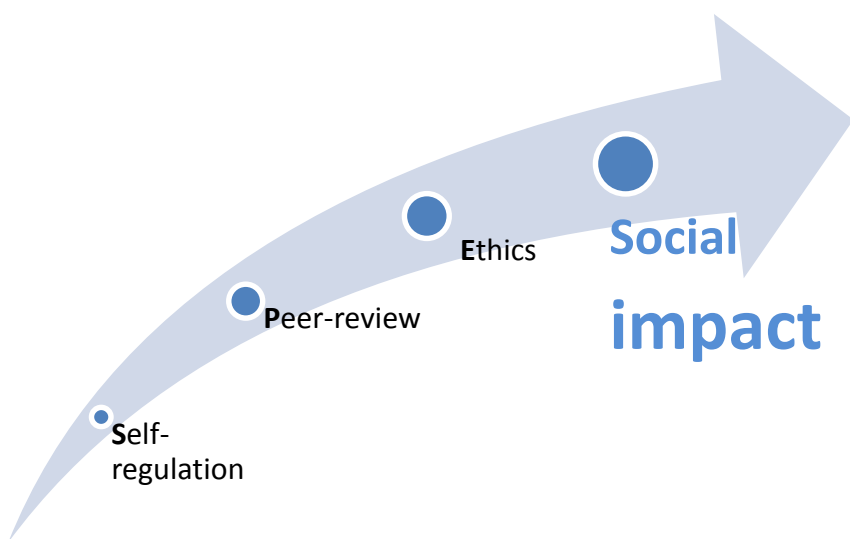 Self-
regulation
Peer-review
Ethics
Social
impact